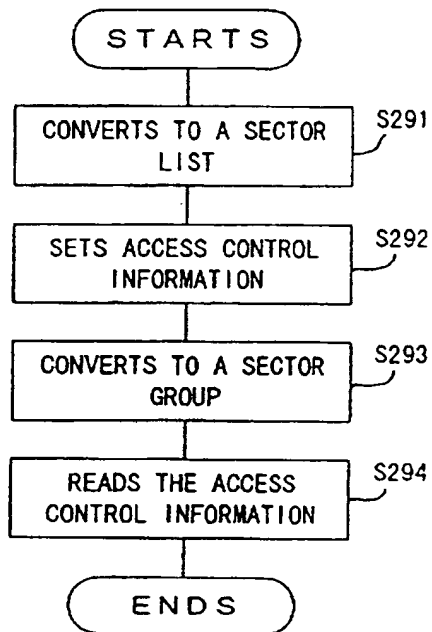 STARTS
CONVERTS TO A SECTOR
LIST
S291
SETS ACCESS CONTROL
INFORMATION
S292
CONVERTS TO A SECTOR
GROUP
S293
READS THE ACCESS
CONTROL INFORMATION
S294
ENDS